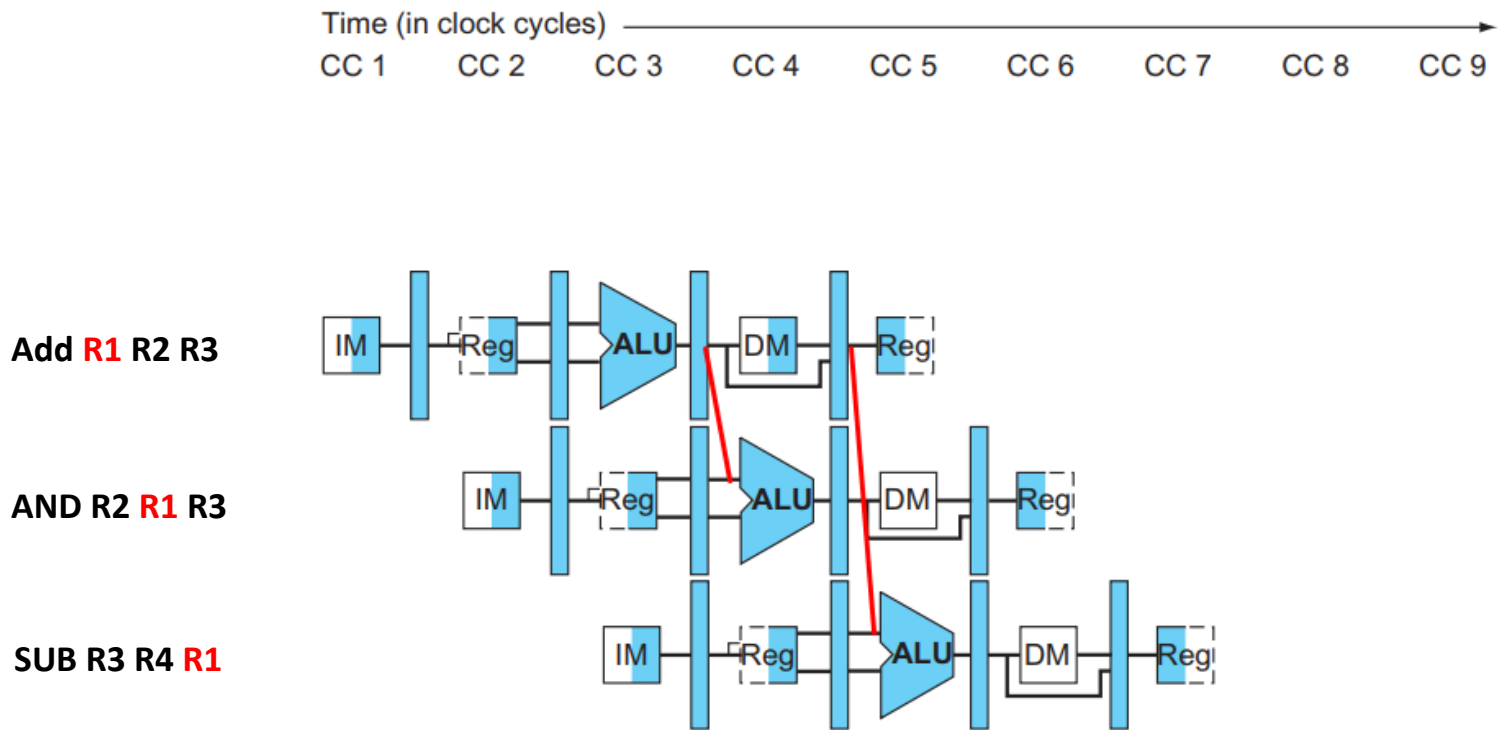 Time (in clock cycles)
CC 1 CC 2 CC 3 CC 4 CC 5 CC 6 CC 7 CC 8 CC 9
Add R1 R2 R3 IM Reg ALU DM Reg
AND R2 R1 R3 IM Reg ALU DM Reg
SUB R3 R4 R1 IM Reg ALU DM Reg